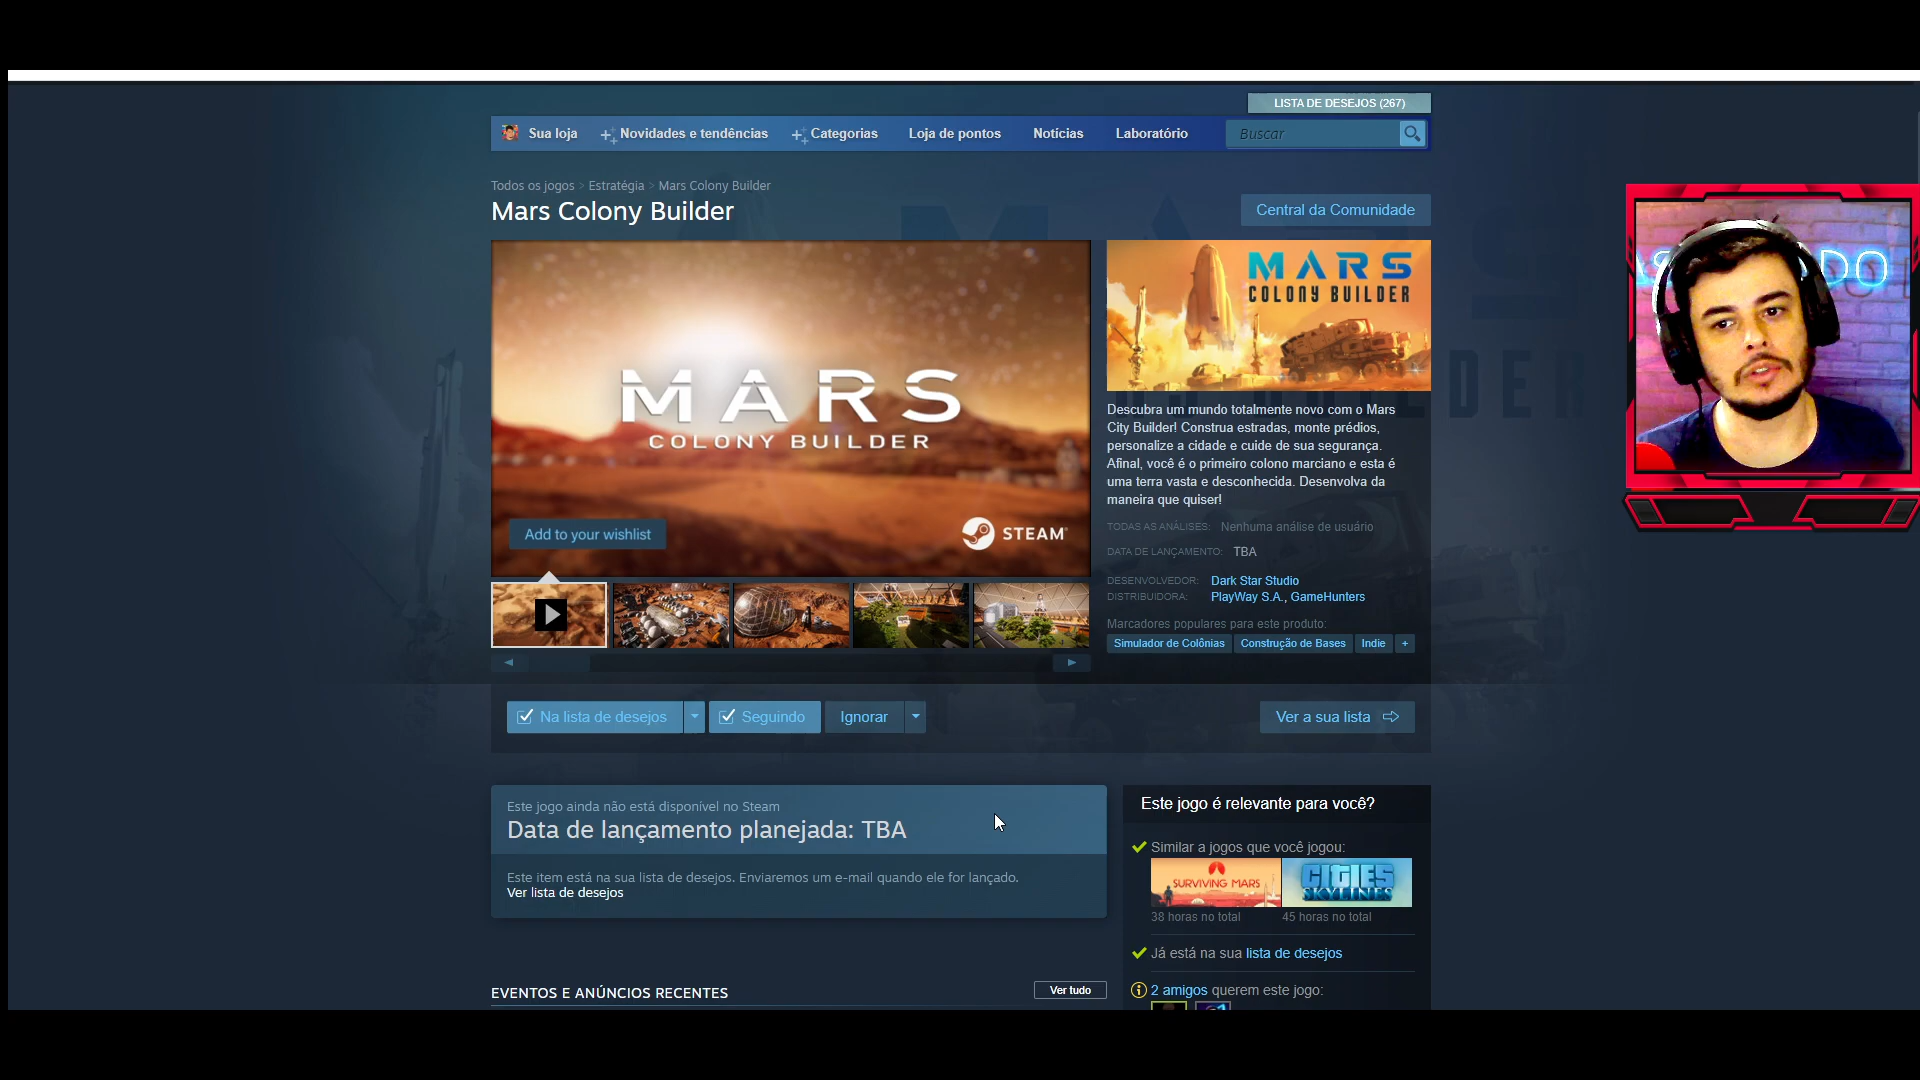 LISTA DE DESEJOS (267)
Sua loja
Novidades e tendências
Categorias
Loja de pontos
Notícias
Laboratório
Buscar
Todos os jogos > Estratégia > Mars Colony Builder
Mars Colony Builder
Central da Comunidade
MARS
COLONY BUILDER
Add to your wishlist
STEAM
MARS
COLONY BUILDER
Descubra um mundo totalmente novo com o Mars
City Builder! Construa estradas, monte prédios,
personalize a cidade e cuide de sua segurança.
Afinal, você é o primeiro colono marciano e esta é
uma terra vasta e desconhecida. Desenvolva da
maneira que quiser!
TODAS AS ANÁLISES: Nenhuma análise de usuário
DATA DE LANÇAMENTO: TBA
DESENVOLVEDOR: Dark Star Studio
DISTRIBUIDORA: PlayWay S.A., GameHunters
Marcadores populares para este produto:
Simulador de Colônias
Construção de Bases
Indie
+
Na lista de desejos
Seguindo
Ignorar
Ver a sua lista
Este jogo ainda não está disponível no Steam
Data de lançamento planejada: TBA
Este item está na sua lista de desejos. Enviaremos um e-mail quando ele for lançado.
Ver lista de desejos
EVENTOS E ANÚNCIOS RECENTES
Ver tudo
Este jogo é relevante para você?
Similar a jogos que você jogou:
SURVIVING MARS
CITIES
SKYLINES
38 horas no total
45 horas no total
Já está na sua lista de desejos
2 amigos querem este jogo: